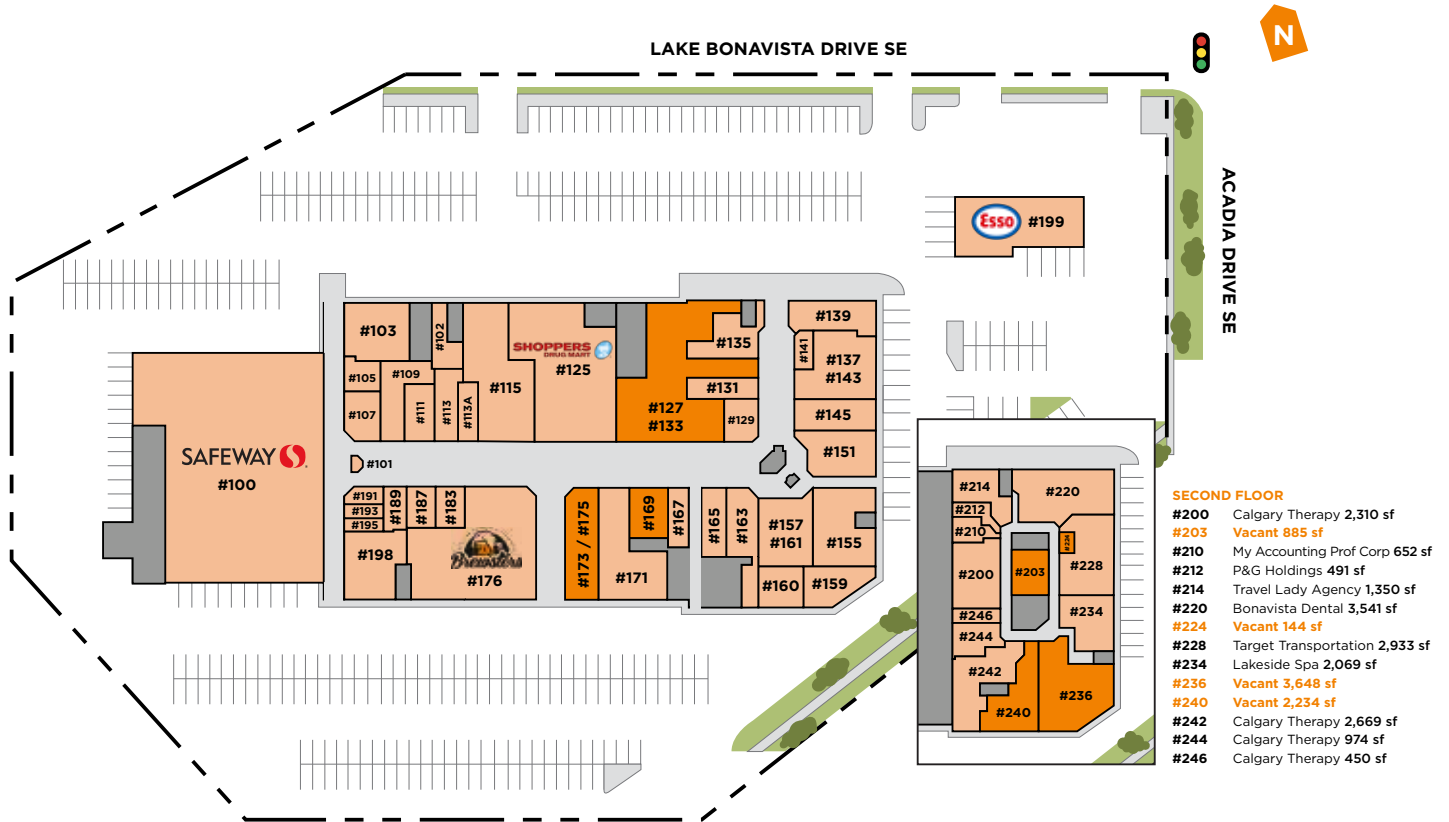 LAKE BONAVISTA DRIVE SE
N
ACADIA DRIVE SE
Esso #199
#103
#102
#105
#109
#107
#111
#113
#113A
#115
SHOPPERS
DRUG MART
#125
#127
#133
#135
#131
#129
#139
#141
#137
#143
#145
#151
SAFEWAY
#100
#101
#191
#193
#195
#189
#187
#183
#198
Brewsters
#176
#173 / #175
#169
#167
#171
#165
#163
#157
#161
#155
#160
#159
#214
#220
#212
#210
#224
#203
#228
#200
#246
#234
#244
#242
#240
#236
SECOND FLOOR
#200 Calgary Therapy 2,310 sf
#203 Vacant 885 sf
#210 My Accounting Prof Corp 652 sf
#212 P&G Holdings 491 sf
#214 Travel Lady Agency 1,350 sf
#220 Bonavista Dental 3,541 sf
#224 Vacant 144 sf
#228 Target Transportation 2,933 sf
#234 Lakeside Spa 2,069 sf
#236 Vacant 3,648 sf
#240 Vacant 2,234 sf
#242 Calgary Therapy 2,669 sf
#244 Calgary Therapy 974 sf
#246 Calgary Therapy 450 sf